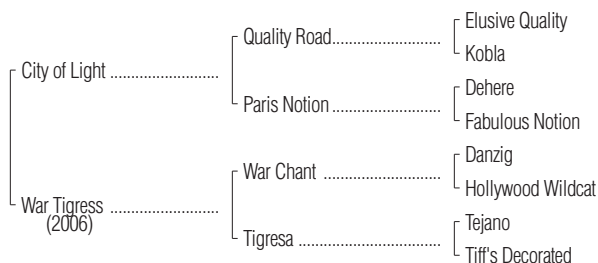 Elusive Quality
Quality Road
Kobla
City of Light
Dehere
Paris Notion
Fabulous Notion
Danzig
War Chant
Hollywood Wildcat
War Tigress
(2006)
Tejano
Tigresa
Tiff's Decorated